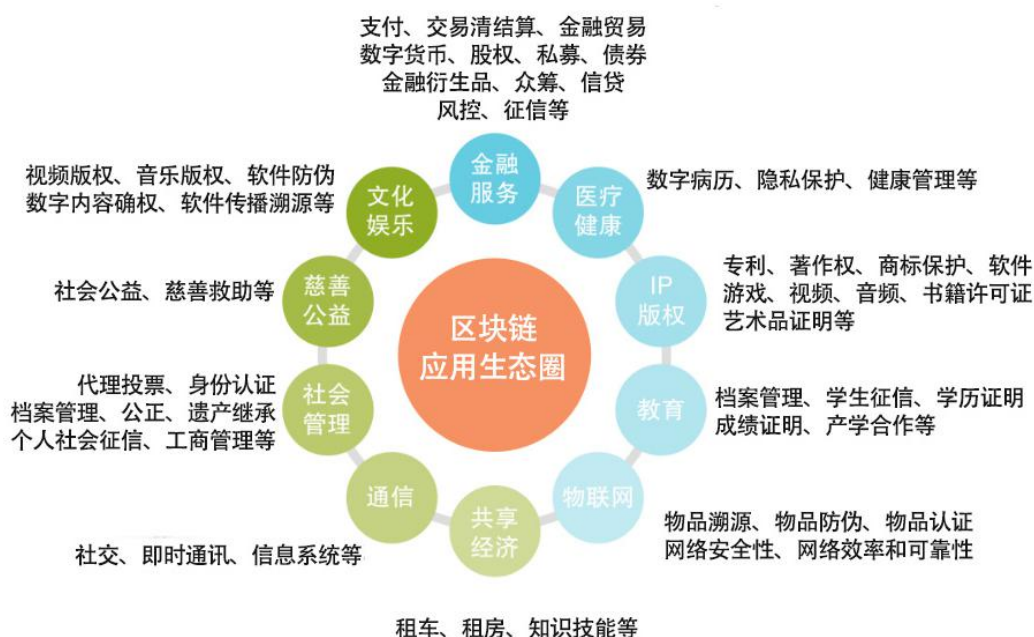 支付、交易清结算、金融贸易
数字货币、股权、私募、债券
金融衍生品、众筹、信贷
风控、征信等
金融
服务
医疗
健康
数字病历、隐私保护、健康管理等
IP
版权
专利、著作权、商标保护、软件
游戏、视频、音频、书籍许可证
艺术品证明等
教育
档案管理、学生征信、学历证明
成绩证明、产学合作等
物联网
物品溯源、物品防伪、物品认证
网络安全性、网络效率和可靠性
共享
经济
租车、租房、知识技能等
通信
社交、即时通讯、信息系统等
社会
管理
代理投票、身份认证
档案管理、公正、遗产继承
个人社会征信、工商管理等
慈善
公益
社会公益、慈善救助等
文化
娱乐
视频版权、音乐版权、软件防伪
数字内容确权、软件传播溯源等
区块链
应用生态圈